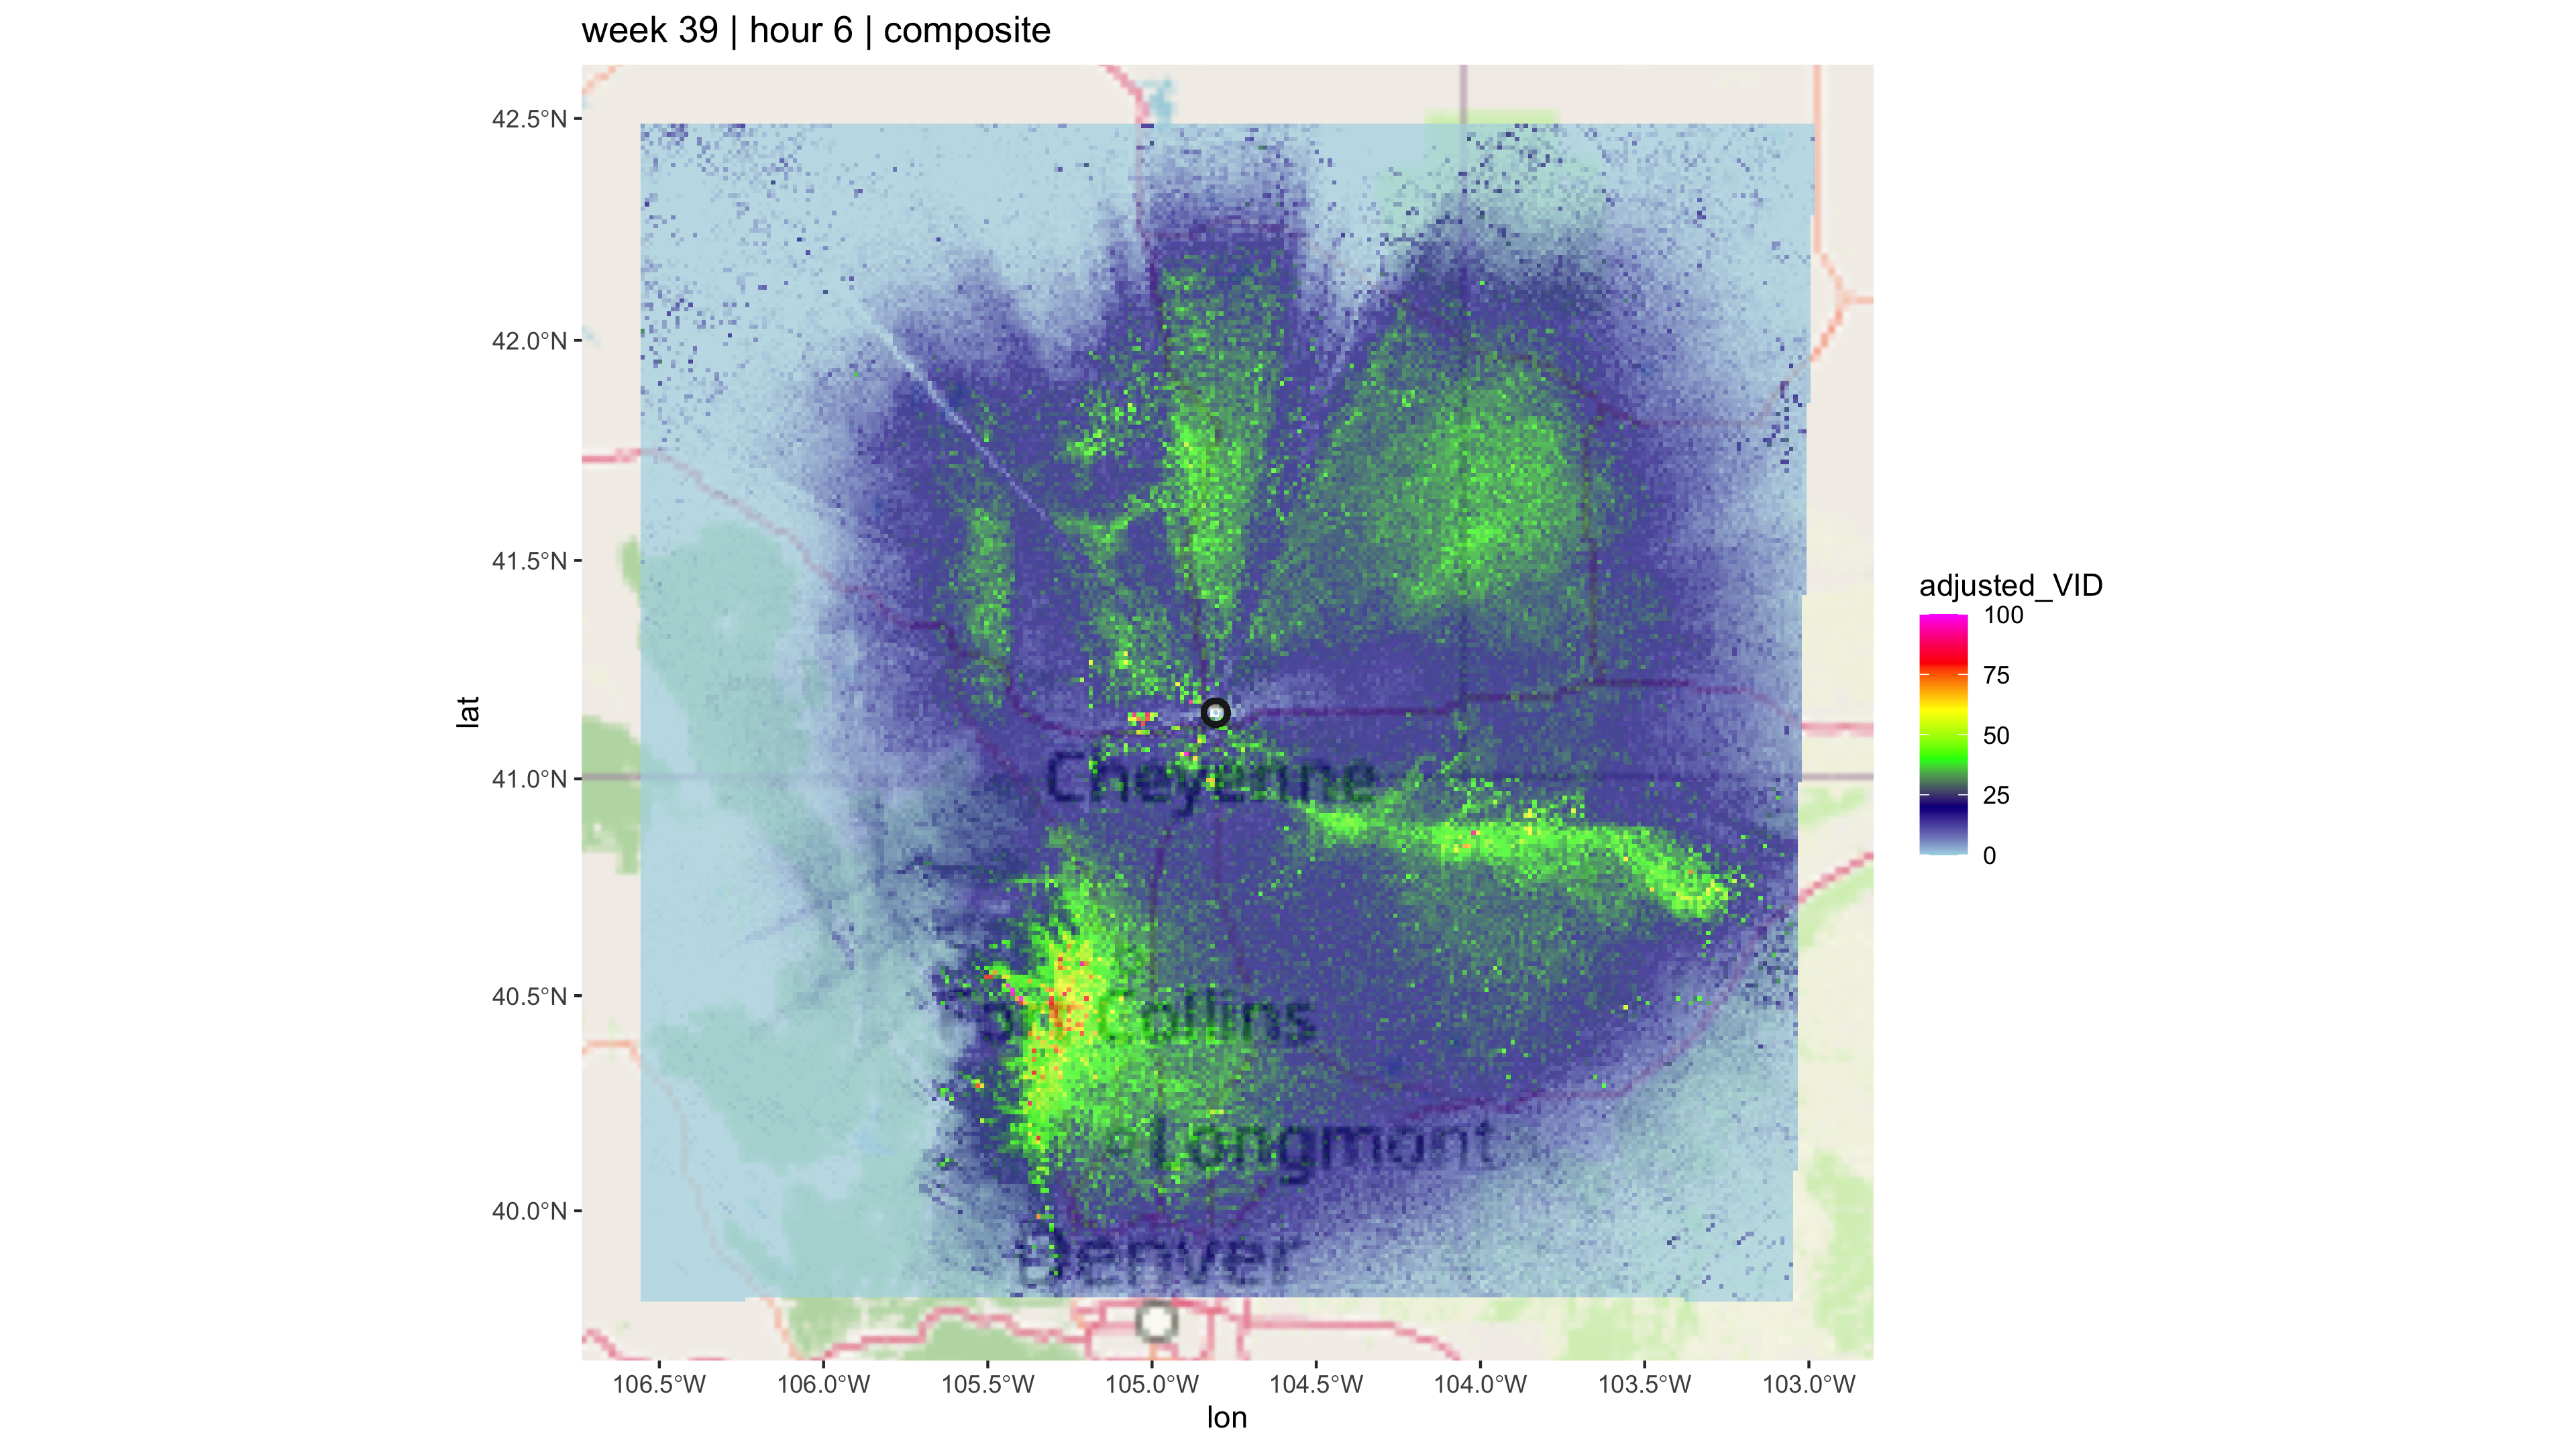 week 39 | hour 6 | composite
42.5°N
42.0°N
41.5°N
41.0°N
40.5°N
40.0°N
lat
Cheyenne
Collins
Longmont
Denver
106.5°W
106.0°W
105.5°W
105.0°W
104.5°W
104.0°W
103.5°W
103.0°W
lon
adjusted_VID
100
75
50
25
0